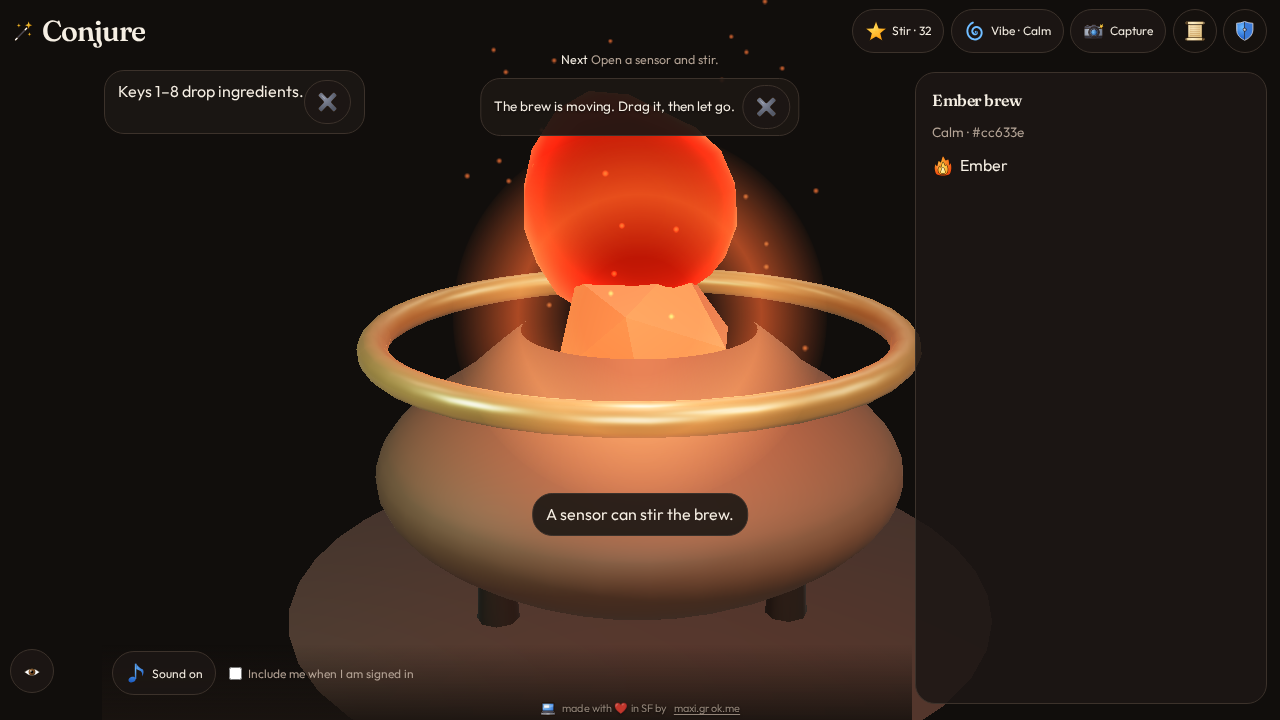 Conjure
Stir · 32
Vibe · Calm
Capture
Next Open a sensor and stir.
Keys 1–8 drop ingredients.
The brew is moving. Drag it, then let go.
Ember brew
Calm · #cc633e
Ember
A sensor can stir the brew.
Sound on
Include me when I am signed in
made with ❤️ in SF by maxi.grok.me